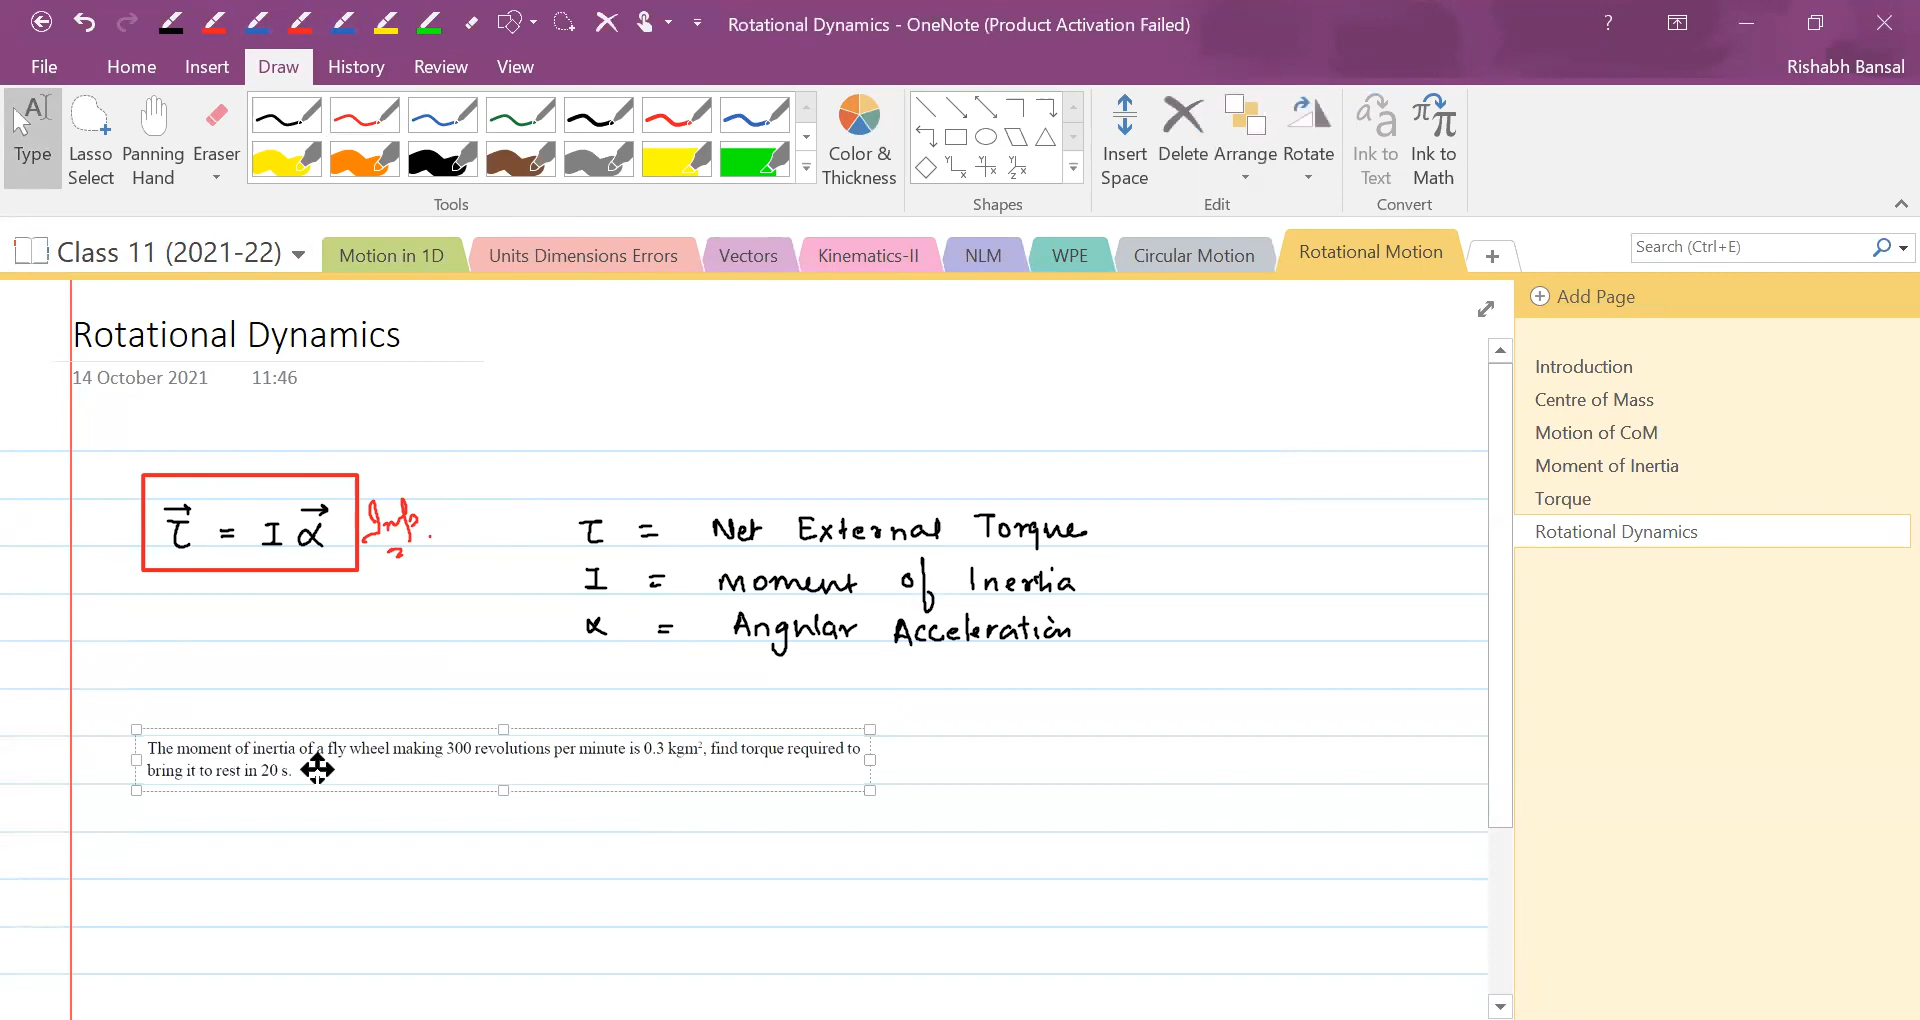 Rotational Dynamics - OneNote (Product Activation Failed)
?
File Home Insert Draw History Review View
Rishabh Bansal
Type
Lasso Select
Panning Hand
Eraser
Color & Thickness
Insert Space
Delete
Arrange
Rotate
Ink to Text
Ink to Math
Tools
Shapes
Edit
Convert
Class 11 (2021-22)
Motion in 1D
Units Dimensions Errors
Vectors
Kinematics-II
NLM
WPE
Circular Motion
Rotational Motion
Search (Ctrl+E)
Add Page
Introduction
Centre of Mass
Motion of CoM
Moment of Inertia
Torque
Rotational Dynamics
Rotational Dynamics
14 October 2021 11:46
τ⃗ = I α⃗
τ = Net External Torque
I = Moment of Inertia
α = Angular Acceleration
The moment of inertia of a fly wheel making 300 revolutions per minute is 0.3 kgm², find torque required to
bring it to rest in 20 s.